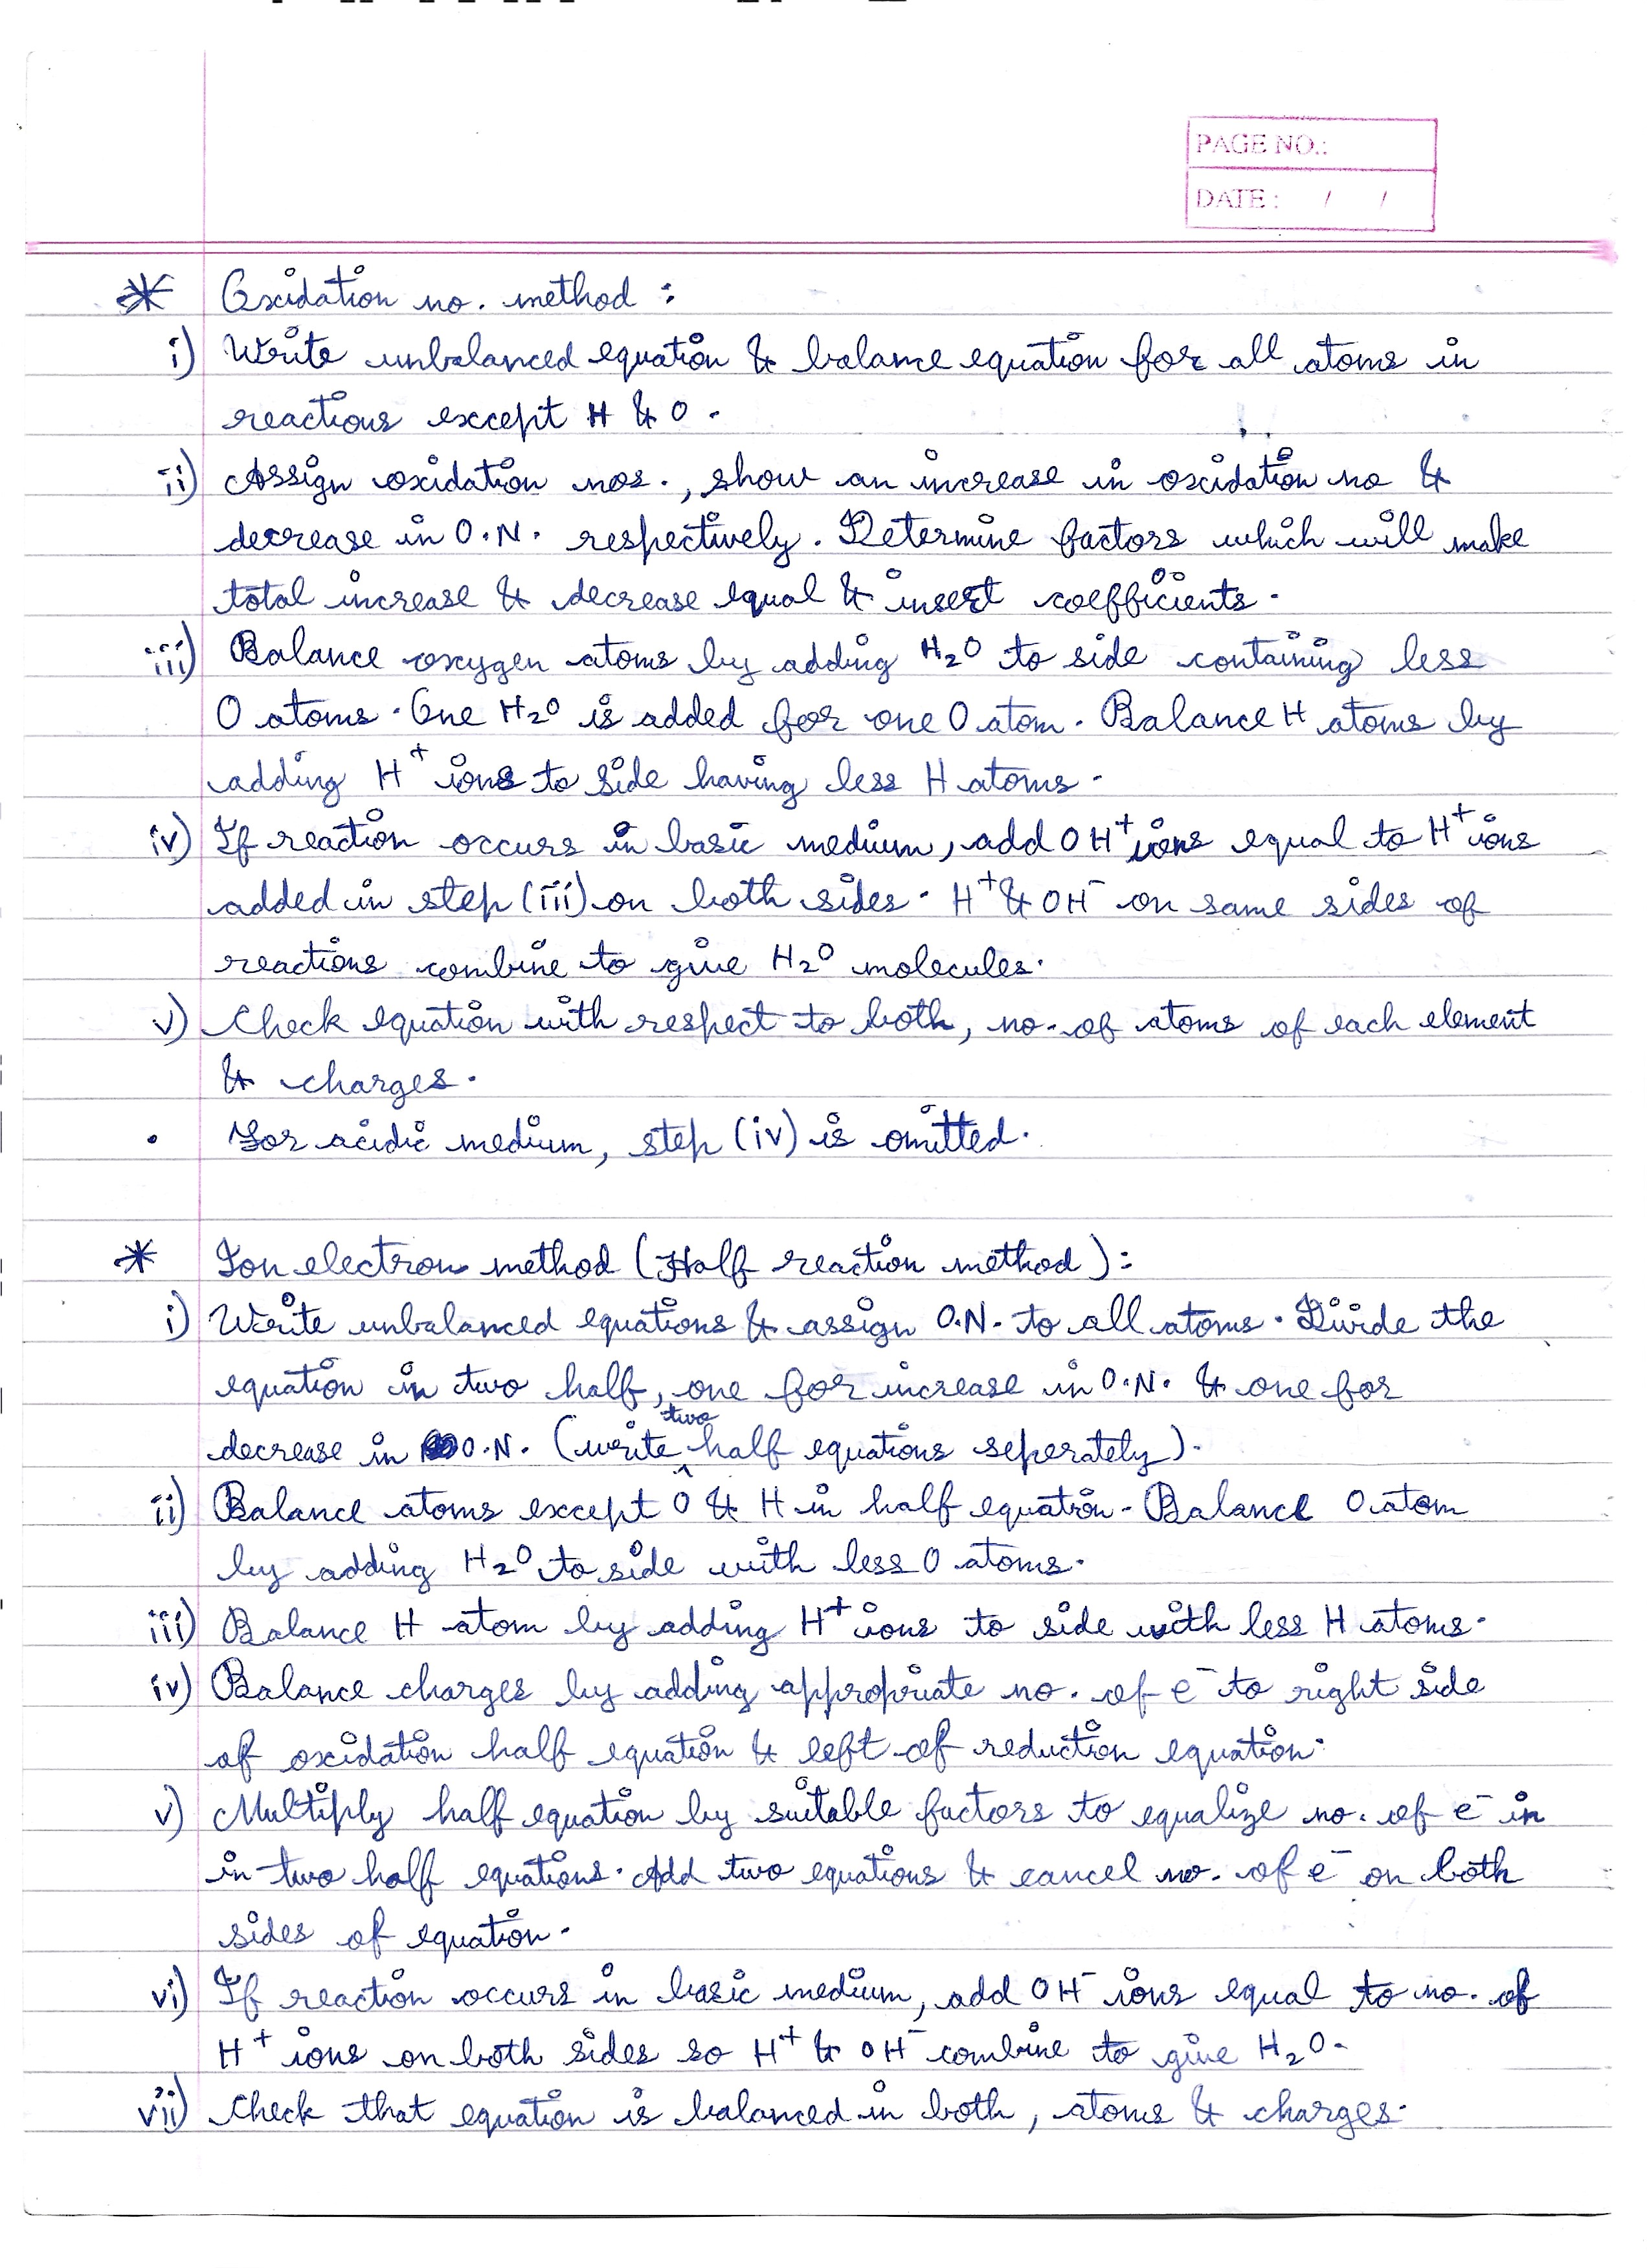 PAGE NO.:
DATE : / /
* Oxidation no. method :
i) Write unbalanced equation & balance equation for all atoms in
reactions except H & O.
ii) Assign oxidation nos., show an increase in oxidation no &
decrease in O.N. respectively. Determine factors which will make
total increase & decrease equal & insert coefficients.
iii) Balance oxygen atoms by adding H₂O to side containing less
O atoms. One H₂O is added for one O atom. Balance H atoms by
adding H⁺ ions to side having less H atoms.
iv) If reaction occurs in basic medium, add OH⁺ ions equal to H⁺ ions
added in step (iii) on both sides. H⁺ & OH⁻ on same sides of
reactions combine to give H₂O molecules.
v) Check equation with respect to both, no. of atoms of each element
& charges.
• For acidic medium, step (iv) is omitted.
* Ion electron method (Half reaction method):
i) Write unbalanced equations & assign O.N. to all atoms. Divide the
equation in two half, one for increase in O.N. & one for
decrease in O.N. (write two half equations seperately).
ii) Balance atoms except O & H in half equation. Balance O atom
by adding H₂O to side with less O atoms.
iii) Balance H atom by adding H⁺ ions to side with less H atoms.
iv) Balance charges by adding appropriate no. of e⁻ to right side
of oxidation half equation & left of reduction equation.
v) Multiply half equation by suitable factors to equalize no. of e⁻ in
in two half equations. Add two equations & cancel no. of e⁻ on both
sides of equation.
vi) If reaction occurs in basic medium, add OH⁻ ions equal to no. of
H⁺ ions on both sides so H⁺ & OH⁻ combine to give H₂O.
vii) Check that equation is balanced in both, atoms & charges.